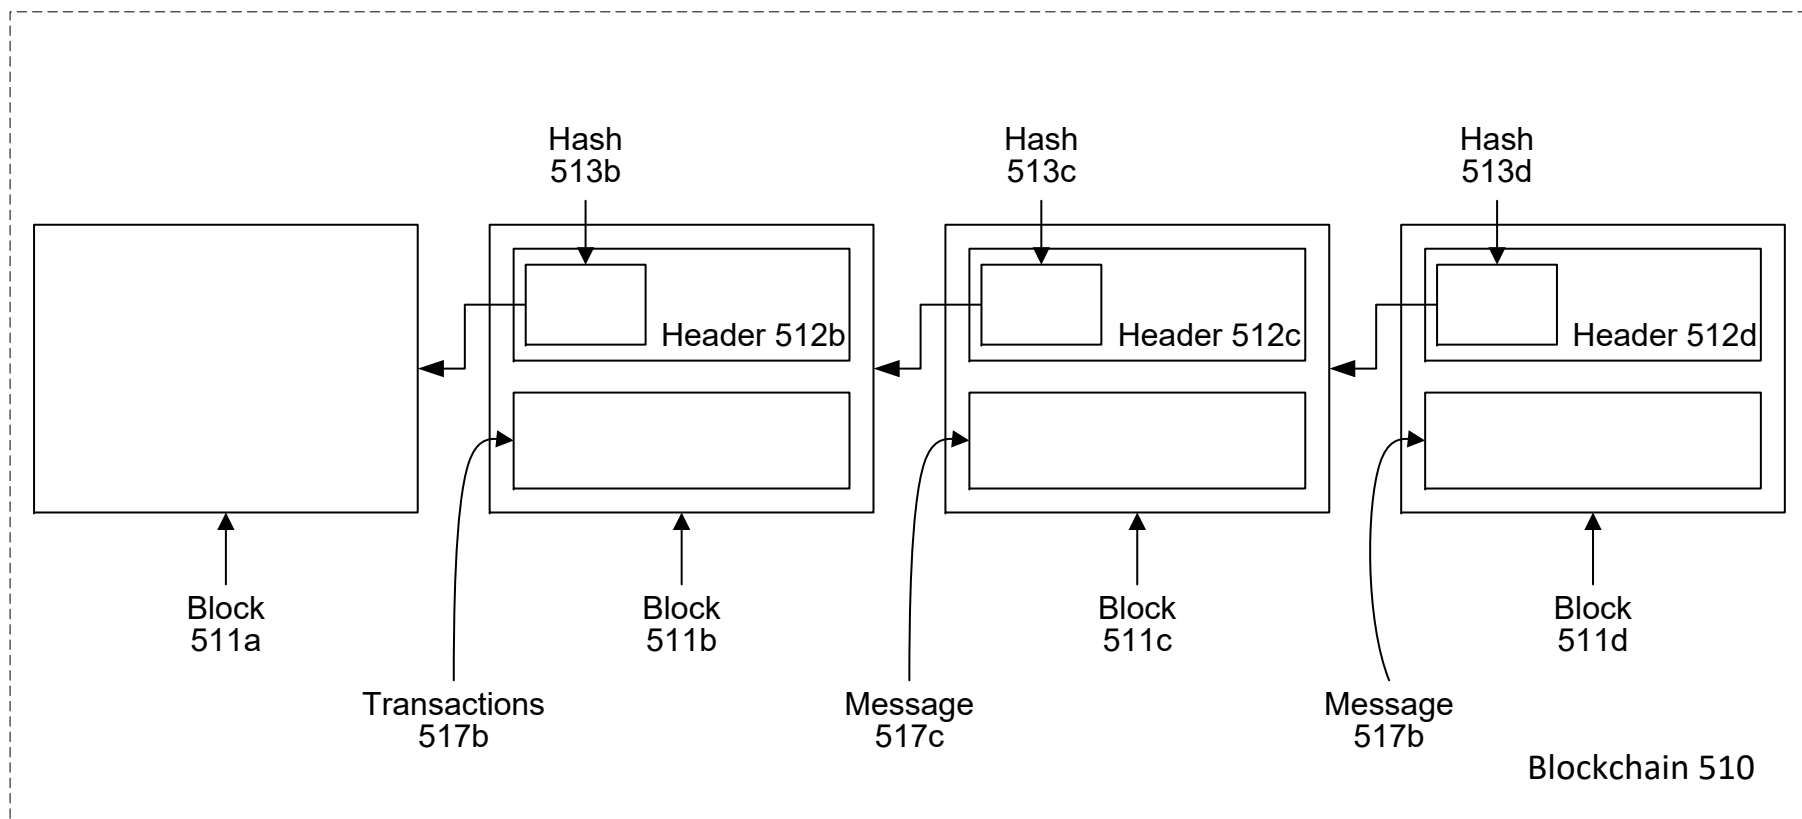 Hash
513b
Hash
513c
Hash
513d
Header 512b
Header 512c
Header 512d
Block
511a
Block
511b
Block
511c
Block
511d
Transactions
517b
Message
517c
Message
517b
Blockchain 510